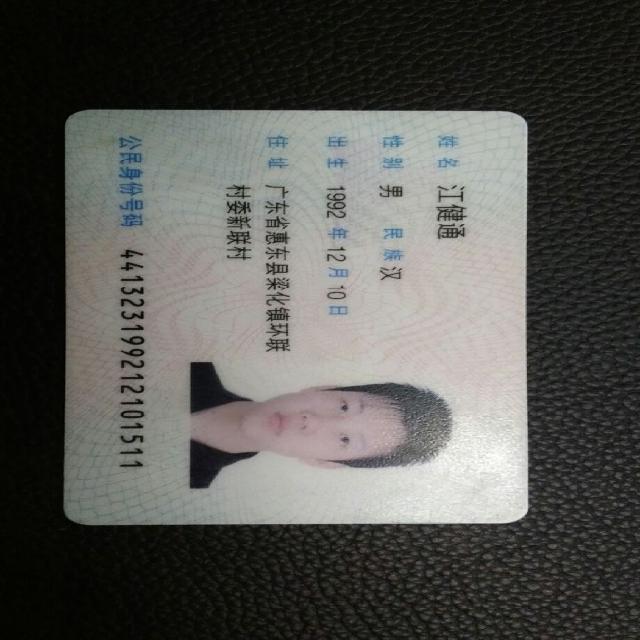 姓名 江健通
性别 男 民族 汉
出生 1992 年 12 月 10 日
住址 广东省惠东县梁化镇环联
村委新联村
公民身份号码 441323199212101511